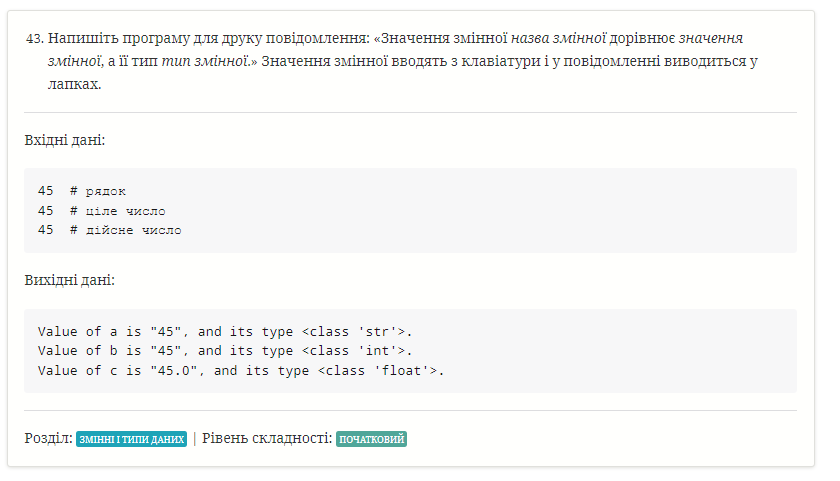 43. Напишіть програму для друку повідомлення: «Значення змінної назва змінної дорівнює значення
змінної, а її тип тип змінної.» Значення змінної вводять з клавіатури і у повідомленні виводиться у
лапках.
Вхідні дані:
45  # рядок
45  # ціле число
45  # дійсне число
Вихідні дані:
Value of a is "45", and its type <class 'str'>.
Value of b is "45", and its type <class 'int'>.
Value of c is "45.0", and its type <class 'float'>.
Розділ: ЗМІННІ І ТИПИ ДАНИХ | Рівень складності: ПОЧАТКОВИЙ